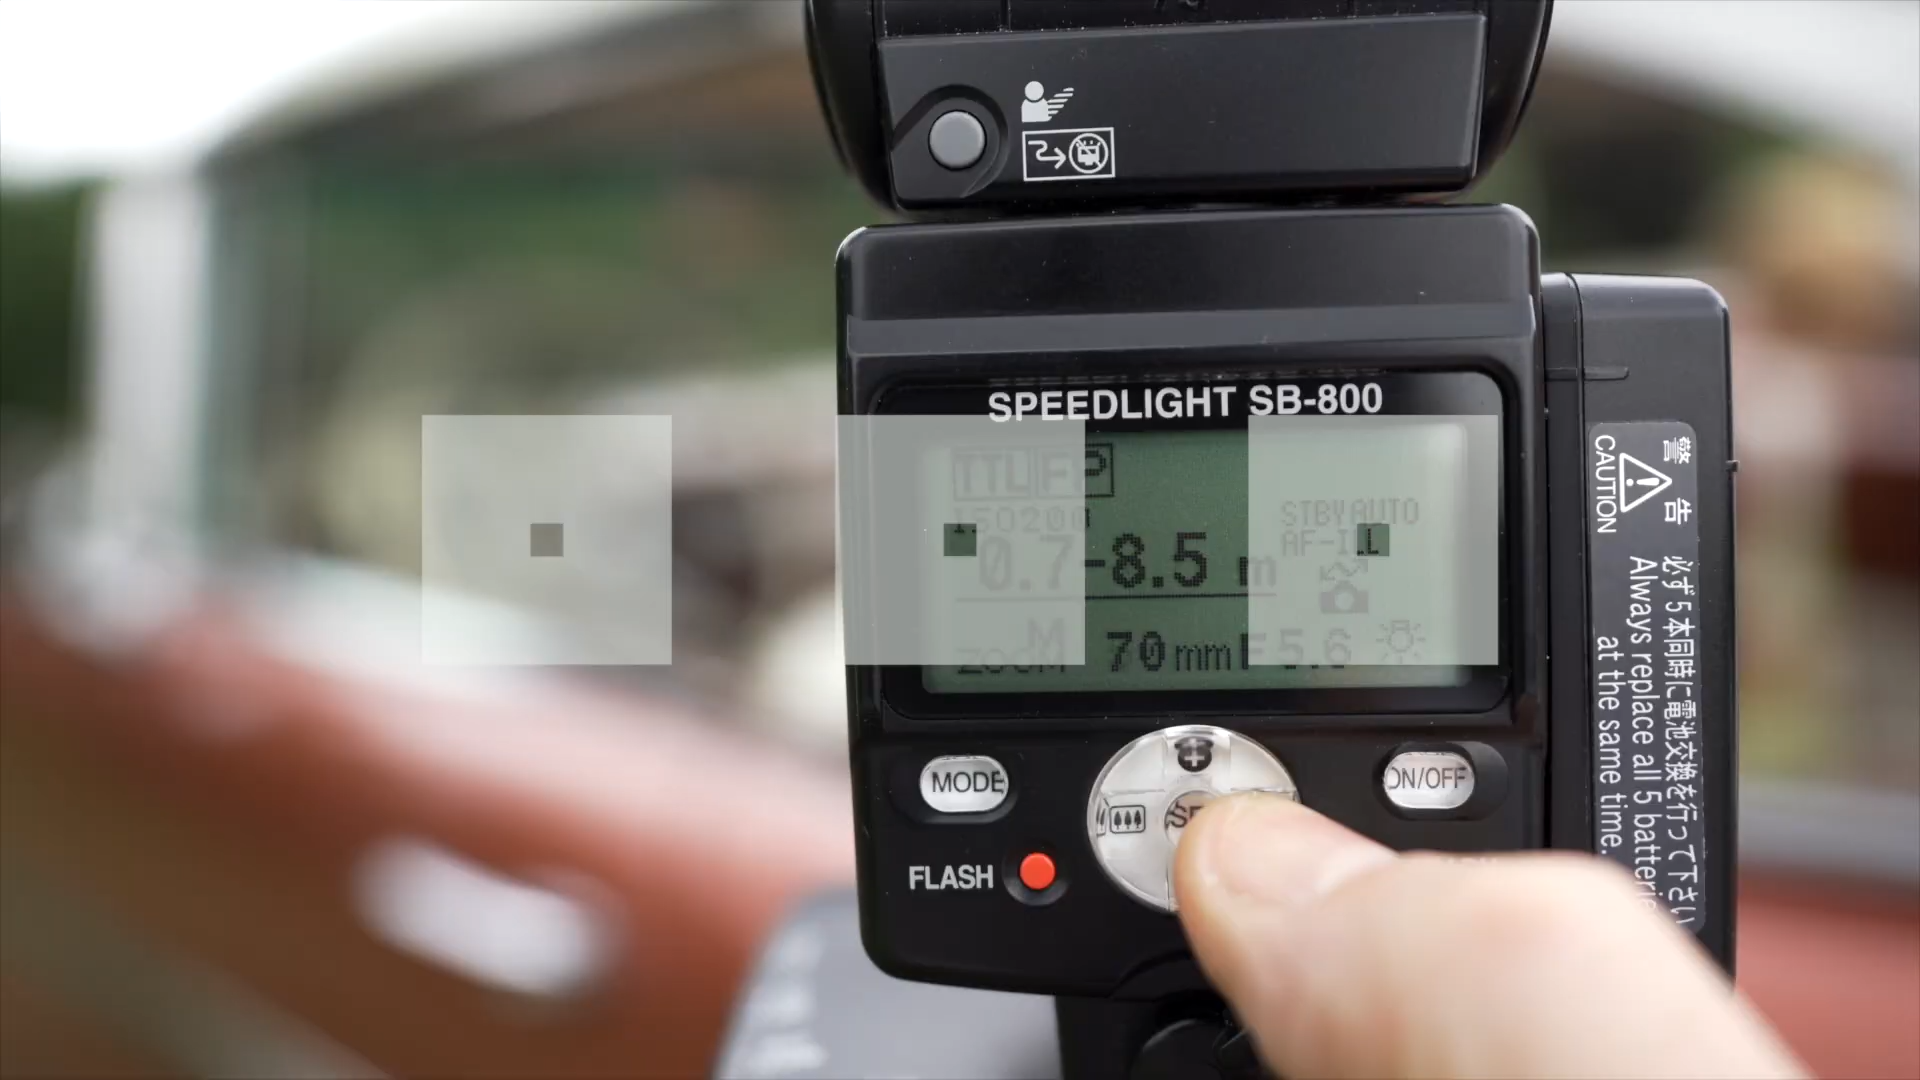 SPEEDLIGHT SB-800
TTL FP
ISO200
STBY AUTO
AF-ILL
0.7-8.5 m
M
ZOOM 70mm F5.6
MODE
ON/OFF
FLASH
警告
CAUTION
必ず5本同時に電池交換を行って下さい
Always replace all 5
at the same time.